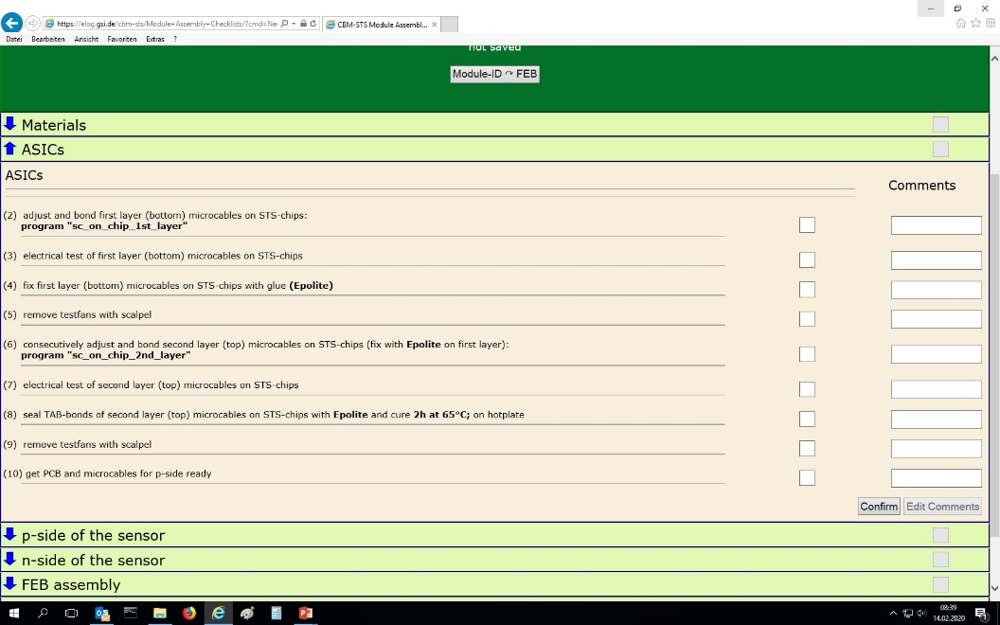 https://elog.gsi.de/cbm-sts/Module+Assembly+Checklists/?cmd=Ne
CBM-STS Module Assembl...
Datei Bearbeiten Ansicht Favoriten Extras ?
not saved
Module-ID ↷ FEB
Materials
ASICs
ASICs
Comments
(2) adjust and bond first layer (bottom) microcables on STS-chips:
program "sc_on_chip_1st_layer"
(3) electrical test of first layer (bottom) microcables on STS-chips
(4) fix first layer (bottom) microcables on STS-chips with glue (Epolite)
(5) remove testfans with scalpel
(6) consecutively adjust and bond second layer (top) microcables on STS-chips (fix with Epolite on first layer):
program "sc_on_chip_2nd_layer"
(7) electrical test of second layer (top) microcables on STS-chips
(8) seal TAB-bonds of second layer (top) microcables on STS-chips with Epolite and cure 2h at 65°C; on hotplate
(9) remove testfans with scalpel
(10) get PCB and microcables for p-side ready
Confirm Edit Comments
p-side of the sensor
n-side of the sensor
FEB assembly
08:39
14.02.2020